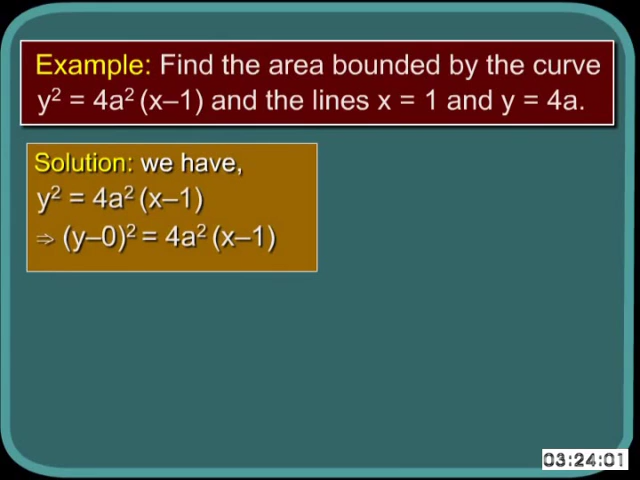 Example: Find the area bounded by the curve
y² = 4a² (x–1) and the lines x = 1 and y = 4a.
Solution: we have,
y² = 4a² (x–1)
⇒ (y–0)² = 4a² (x–1)
03:24:01